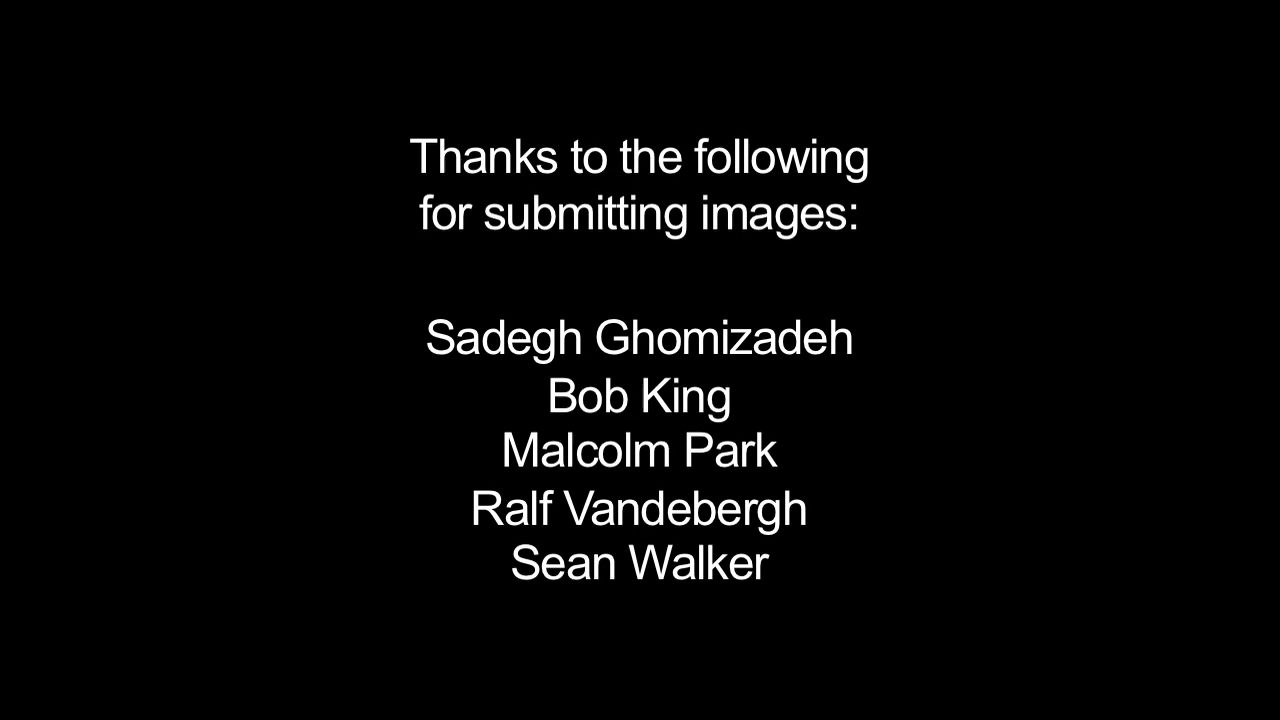 Thanks to the following
for submitting images:
Sadegh Ghomizadeh
Bob King
Malcolm Park
Ralf Vandebergh
Sean Walker